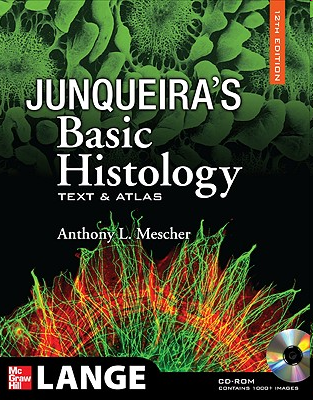 12TH EDITION
JUNQUEIRA'S
Basic
Histology
TEXT & ATLAS
Anthony L. Mescher
Mc
Graw
Hill
LANGE
CD-ROM
CONTAINS 1000+ IMAGES